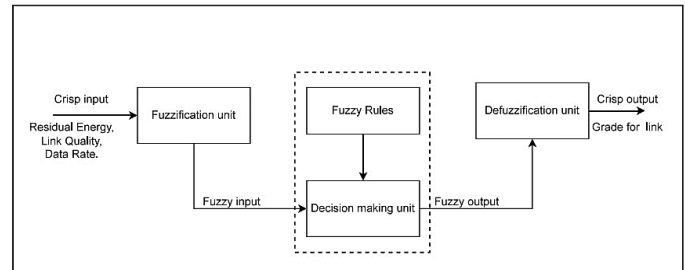 Crisp input
Residual Energy,
Link Quality,
Data Rate.
Fuzzification unit
Fuzzy input
Fuzzy Rules
Decision making unit
Fuzzy output
Defuzzification unit
Crisp output
Grade for link